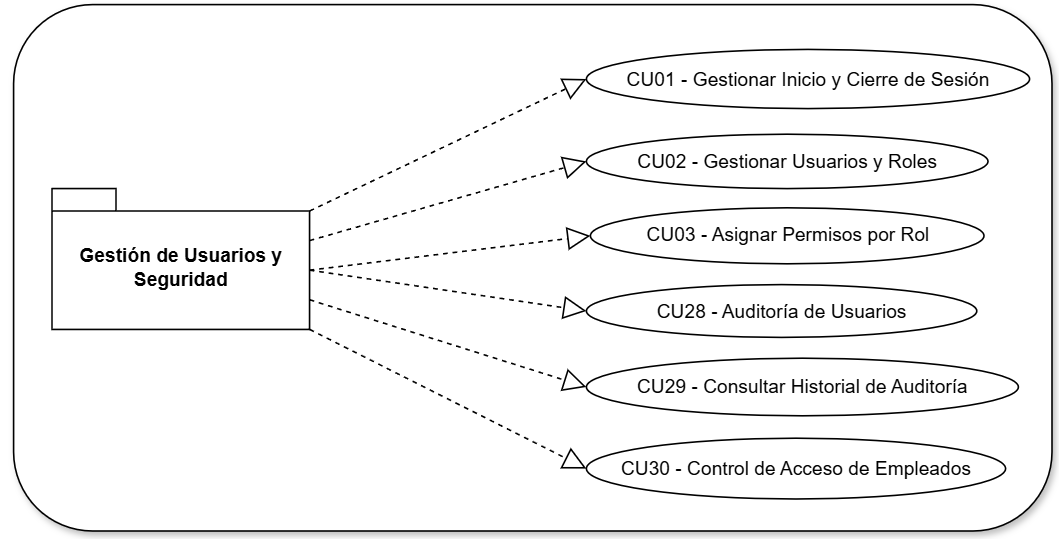 Gestión de Usuarios y
Seguridad
CU01 - Gestionar Inicio y Cierre de Sesión
CU02 - Gestionar Usuarios y Roles
CU03 - Asignar Permisos por Rol
CU28 - Auditoría de Usuarios
CU29 - Consultar Historial de Auditoría
CU30 - Control de Acceso de Empleados